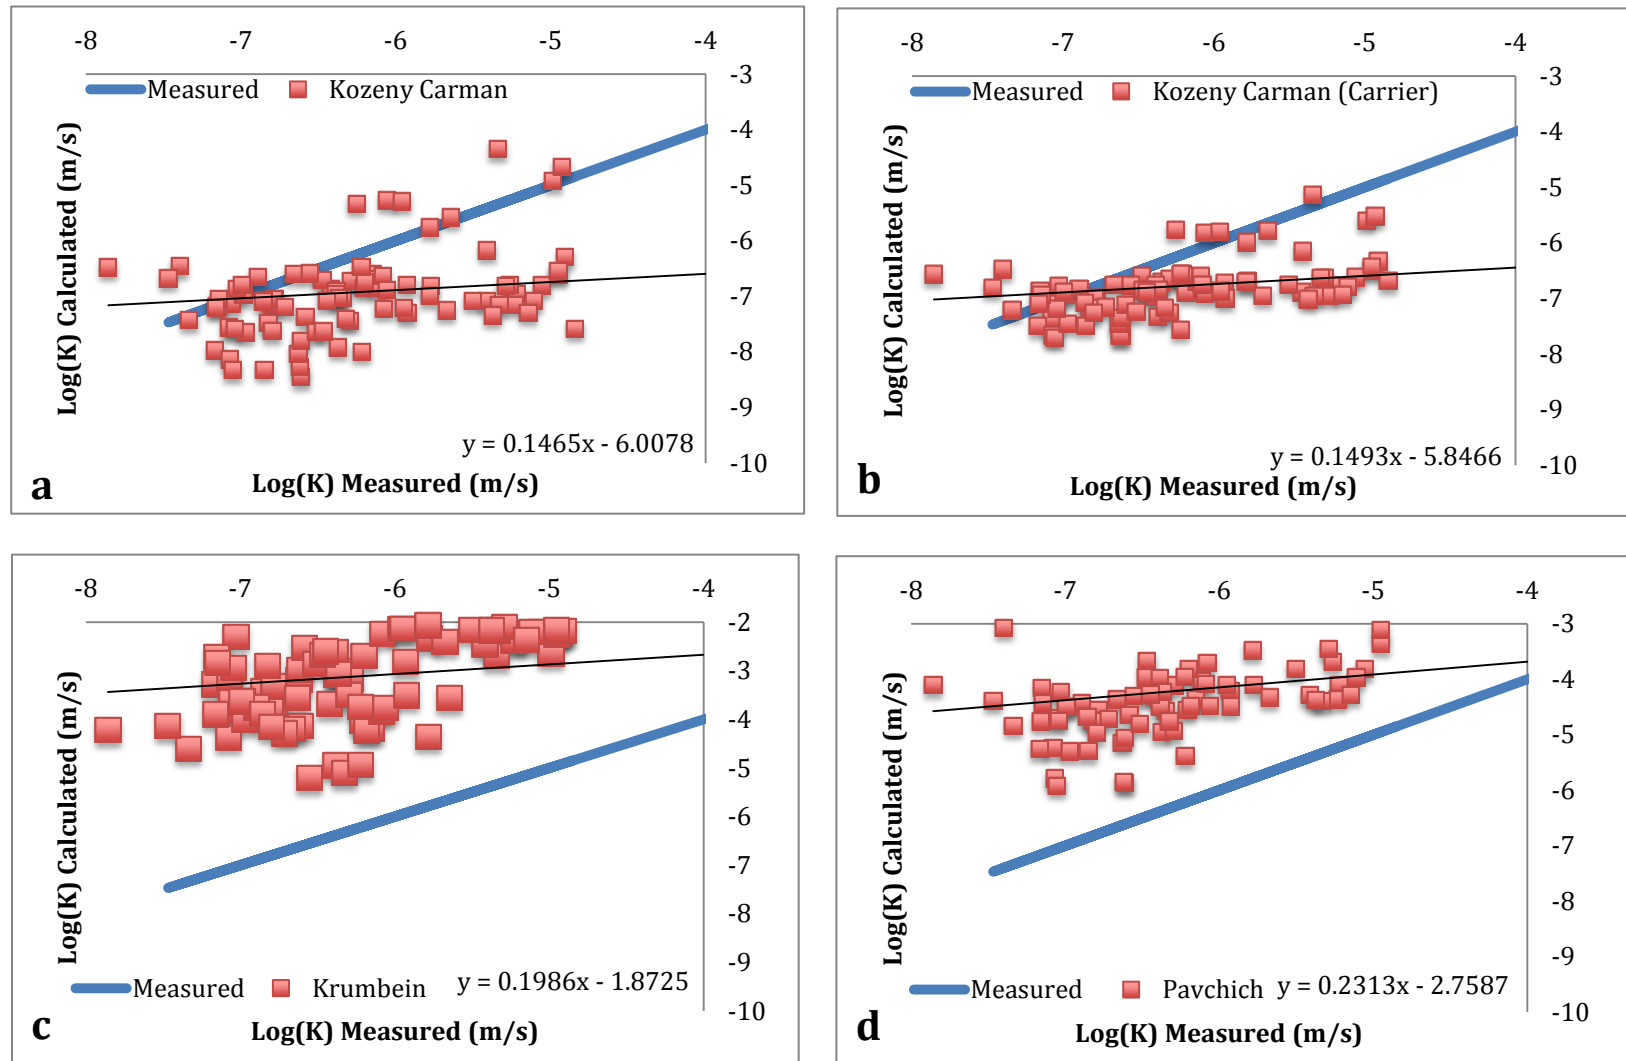 -8 -7 -6 -5 -4
-3
Measured Kozeny Carman
-4
-5
-6
-7
-8
-9
-10
Log(K) Calculated (m/s)
y = 0.1465x - 6.0078
Log(K) Measured (m/s)
a
-8 -7 -6 -5 -4
-3
Measured Kozeny Carman (Carrier)
-4
-5
-6
-7
-8
-9
-10
Log(K) Calculated (m/s)
y = 0.1493x - 5.8466
Log(K) Measured (m/s)
b
-8 -7 -6 -5 -4
-2
-3
-4
-5
-6
-7
-8
-9
-10
Log(K) Calculated (m/s)
Measured Krumbein y = 0.1986x - 1.8725
Log(K) Measured (m/s)
c
-8 -7 -6 -5 -4
-3
-4
-5
-6
-7
-8
-9
-10
Log(K) Calculated (m/s)
Measured Pavchich y = 0.2313x - 2.7587
Log(K) Measured (m/s)
d